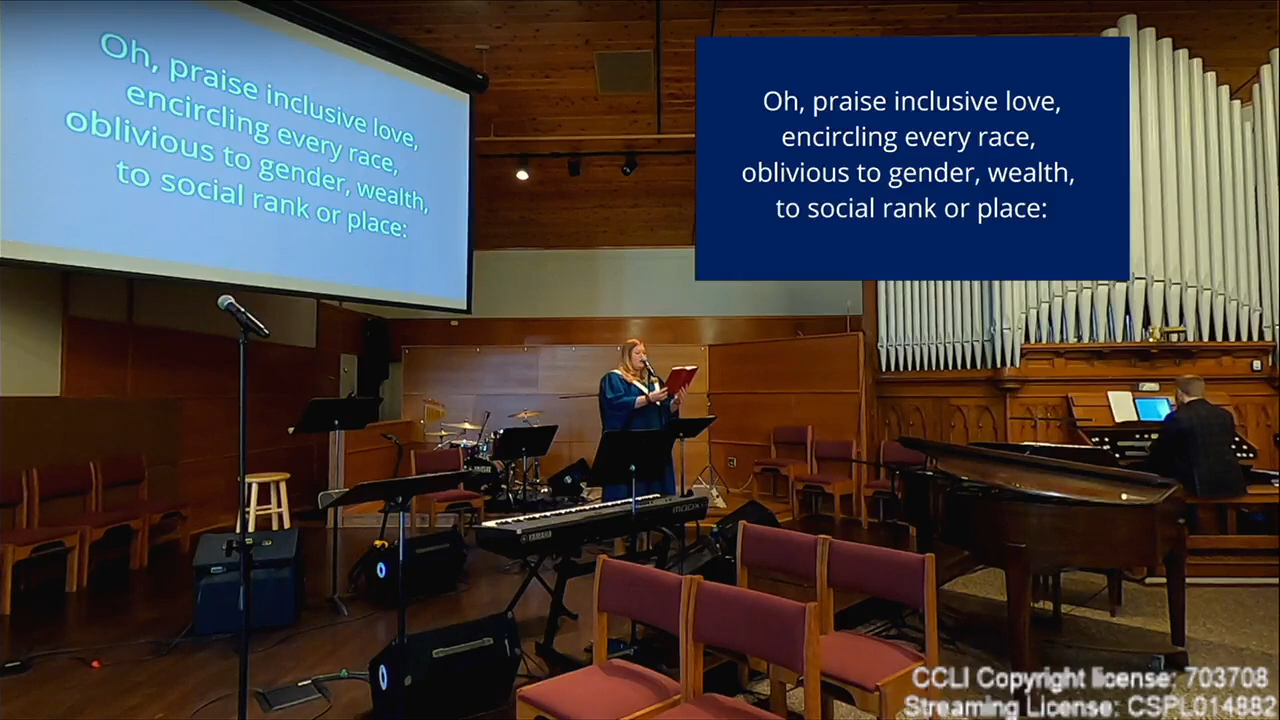 Oh, praise inclusive love,
encircling every race,
oblivious to gender, wealth,
to social rank or place:
Oh, praise inclusive love,
encircling every race,
oblivious to gender, wealth,
to social rank or place:
YAMAHA
MODX
CCLI Copyright license: 703708
Streaming License: CSPL014882